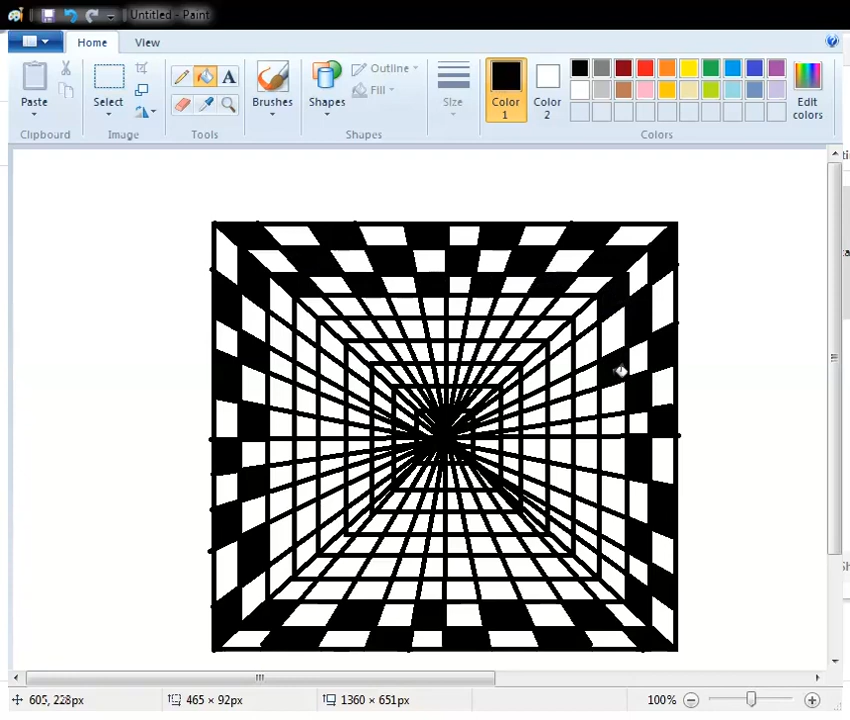 Untitled - Paint
Home View
Paste
Select
Brushes
Shapes
Outline
Fill
Size
Color 1
Color 2
Edit colors
Clipboard Image Tools Shapes Colors
A
605, 228px 465 × 92px 1360 × 651px 100%